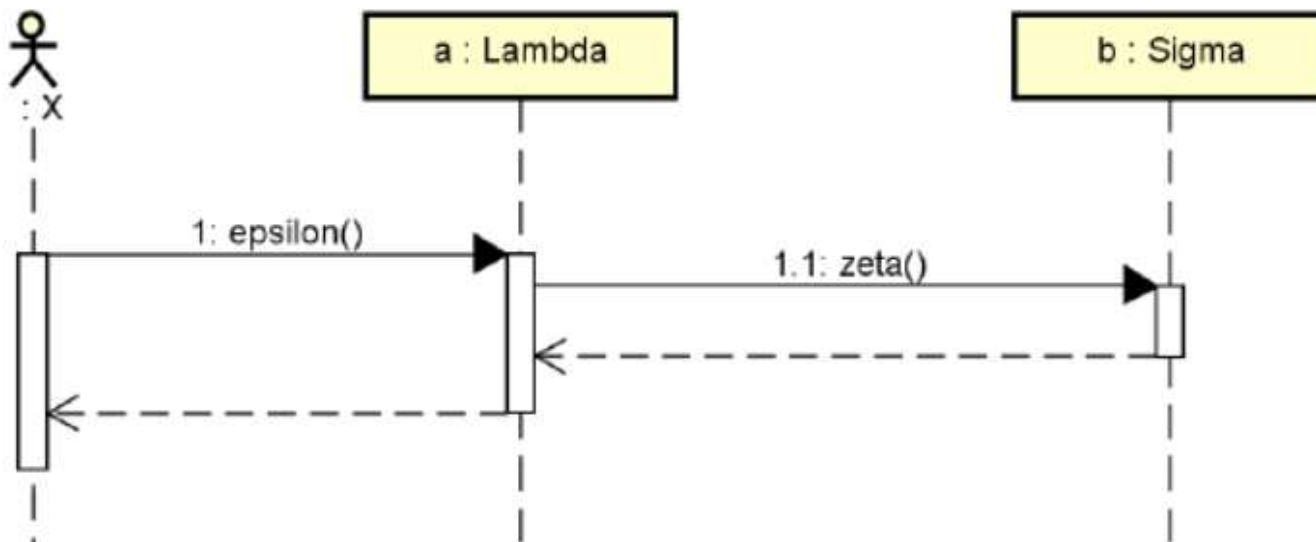 a : Lambda
b : Sigma
: X
1: epsilon()
1.1: zeta()